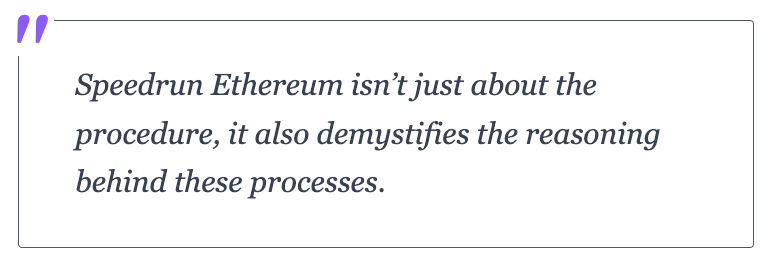 Speedrun Ethereum isn’t just about the
procedure, it also demystifies the reasoning
behind these processes.